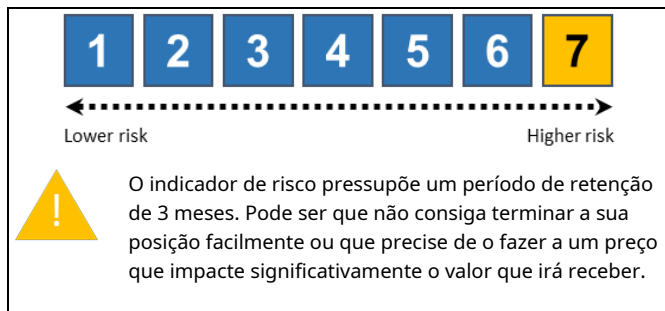 1 2 3 4 5 6 7
Lower risk Higher risk
O indicador de risco pressupõe um período de retenção
de 3 meses. Pode ser que não consiga terminar a sua
posição facilmente ou que precise de o fazer a um preço
que impacte significativamente o valor que irá receber.
!